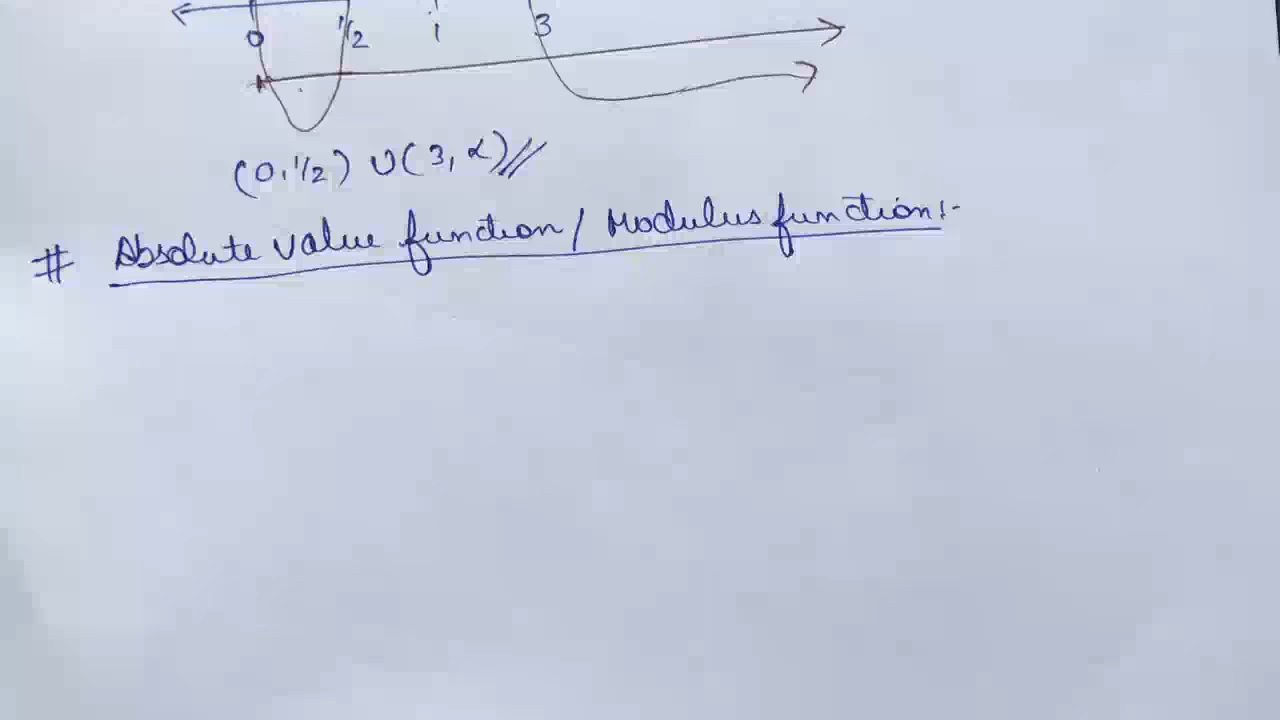 0 1/2 1 3
(0, 1/2) ∪ (3, ∝)//
# Absolute value function / Modulus function:-